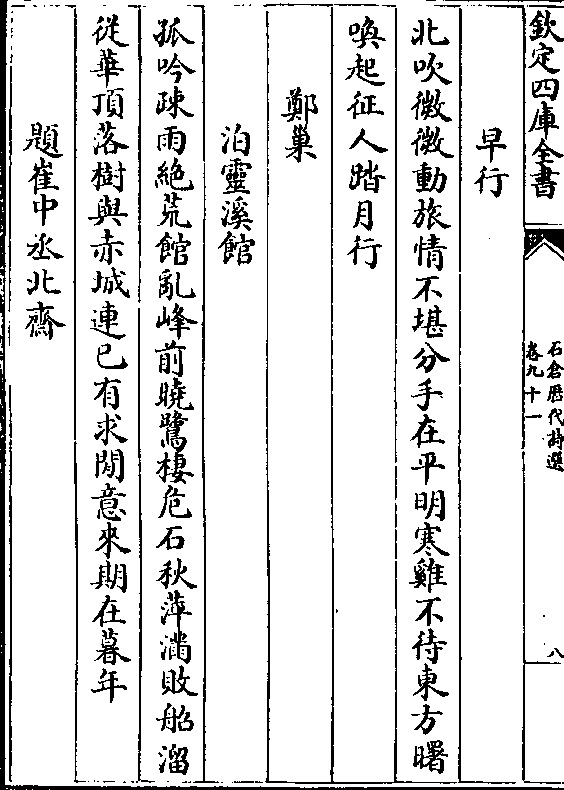 欽定四庫全書
石倉歷代詩選
卷九十一
八
早行
北吹微微動旅情不堪分手在平明寒雞不待東方曙
喚起征人踏月行
鄭巢
泊靈溪館
孤吟疎雨絶荒館亂峰前曉鷺棲危石秋萍滿敗船溜
從華頂落樹與赤城連已有求閒意來期在暮年
題崔中丞北齋